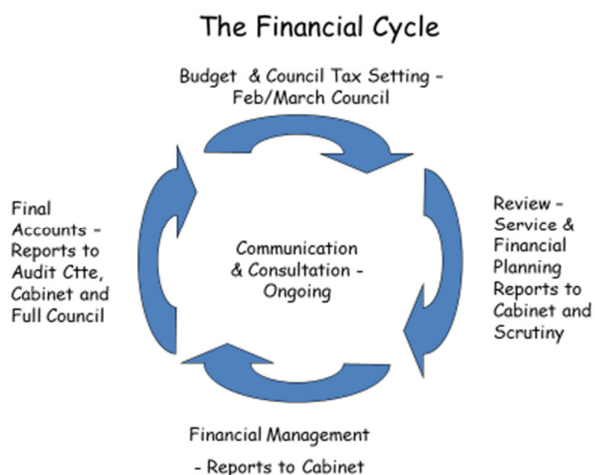 The Financial Cycle
Budget & Council Tax Setting –
Feb/March Council
Final
Accounts –
Reports to
Audit Ctte,
Cabinet and
Full Council
Communication
& Consultation -
Ongoing
Review –
Service &
Financial
Planning
Reports to
Cabinet and
Scrutiny
Financial Management
- Reports to Cabinet